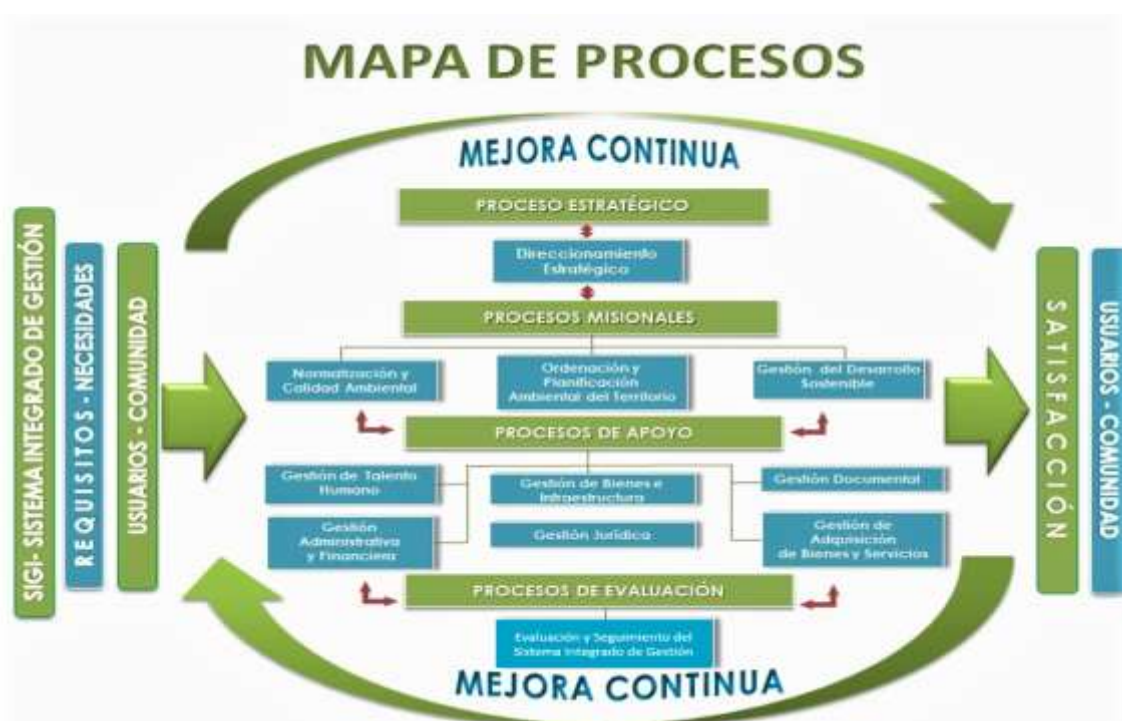 MAPA DE PROCESOS
MEJORA CONTINUA
SIGI- SISTEMA INTEGRADO DE GESTIÓN
REQUISITOS - NECESIDADES
USUARIOS - COMUNIDAD
PROCESO ESTRATÉGICO
Direccionamiento
Estratégico
PROCESOS MISIONALES
Normatización y
Calidad Ambiental
Ordenación y
Planificación
Ambiental del Territorio
Gestión del Desarrollo
Sostenible
PROCESOS DE APOYO
Gestión de Talento
Humano
Gestión de Bienes e
Infraestructura
Gestión Documental
Gestión
Administrativa
y Financiera
Gestión Jurídica
Gestión de
Adquisición
de Bienes y Servicios
PROCESOS DE EVALUACIÓN
Evaluación y Seguimiento del
Sistema Integrado de Gestión
MEJORA CONTINUA
SATISFACCIÓN
USUARIOS - COMUNIDAD